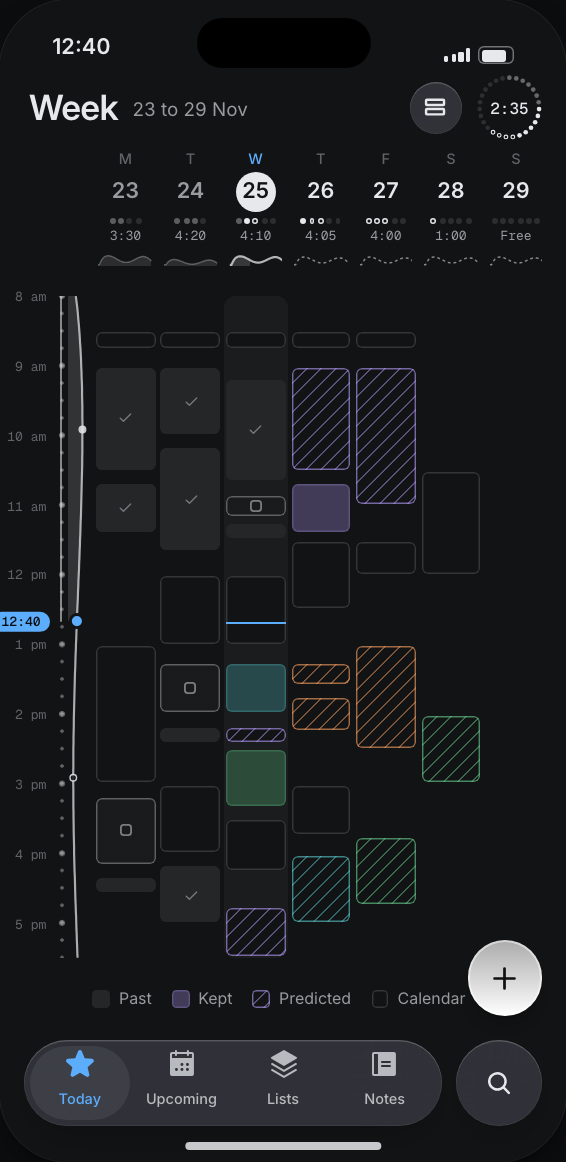 12:40
Week 23 to 29 Nov
2:35
M T W T F S S
23 24 25 26 27 28 29
3:30 4:20 4:10 4:05 4:00 1:00 Free
8 am
9 am
10 am
11 am
12 pm
12:40
1 pm
2 pm
3 pm
4 pm
5 pm
Past Kept Predicted Calendar
Today Upcoming Lists Notes